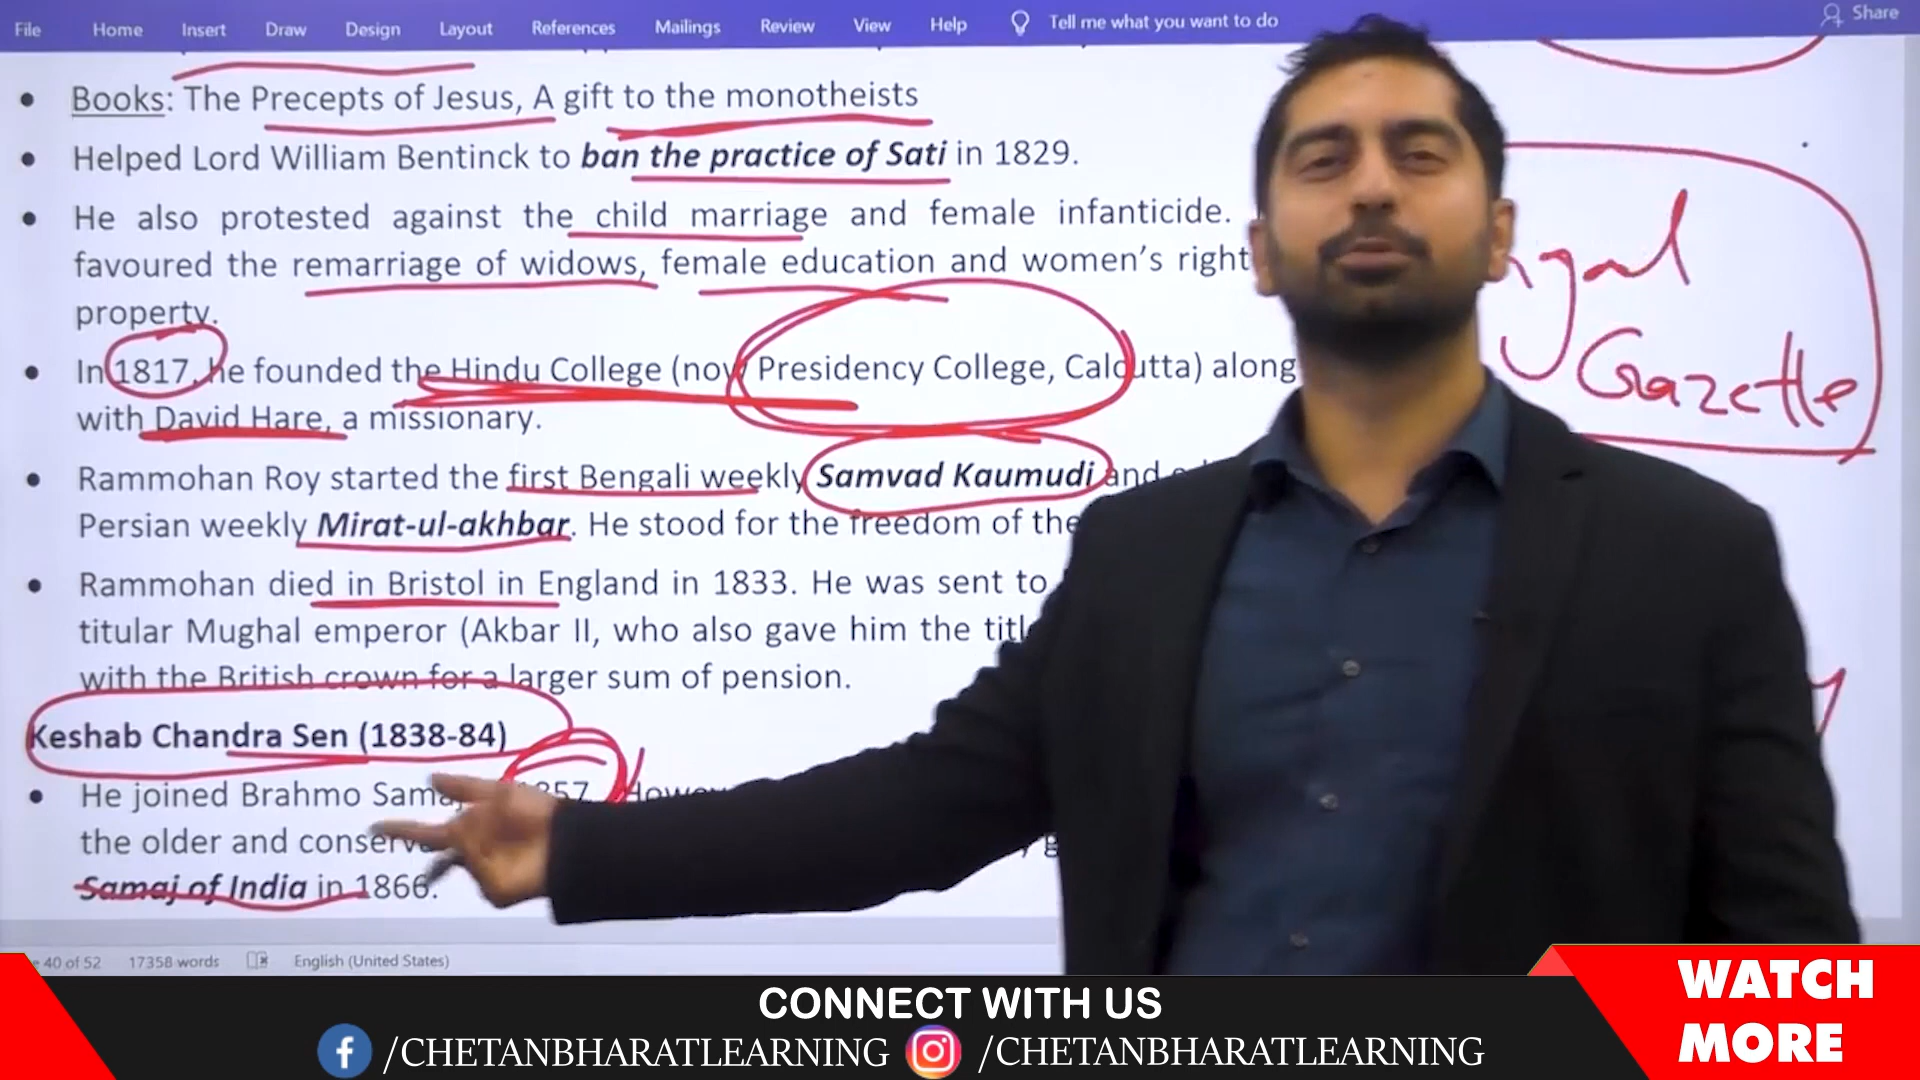 File Home Insert Draw Design Layout References Mailings Review View Help Tell me what you want to do Share
• Books: The Precepts of Jesus, A gift to the monotheists
• Helped Lord William Bentinck to ban the practice of Sati in 1829.
• He also protested against the child marriage and female infanticide.
favoured the remarriage of widows, female education and women's right
property.
• In 1817, he founded the Hindu College (now Presidency College, Calcutta) along
with David Hare, a missionary.
• Rammohan Roy started the first Bengali weekly Samvad Kaumudi and
Persian weekly Mirat-ul-akhbar. He stood for the freedom of the
• Rammohan died in Bristol in England in 1833. He was sent to
titular Mughal emperor (Akbar II, who also gave him the titl
with the British crown for a larger sum of pension.
Keshab Chandra Sen (1838-84)
• He joined Brahmo Sama 1857. Howe
the older and conserv
Samaj of India in 1866.
ngal
Gazette
40 of 52 17358 words English (United States)
CONNECT WITH US
/CHETANBHARATLEARNING /CHETANBHARATLEARNING
WATCH
MORE